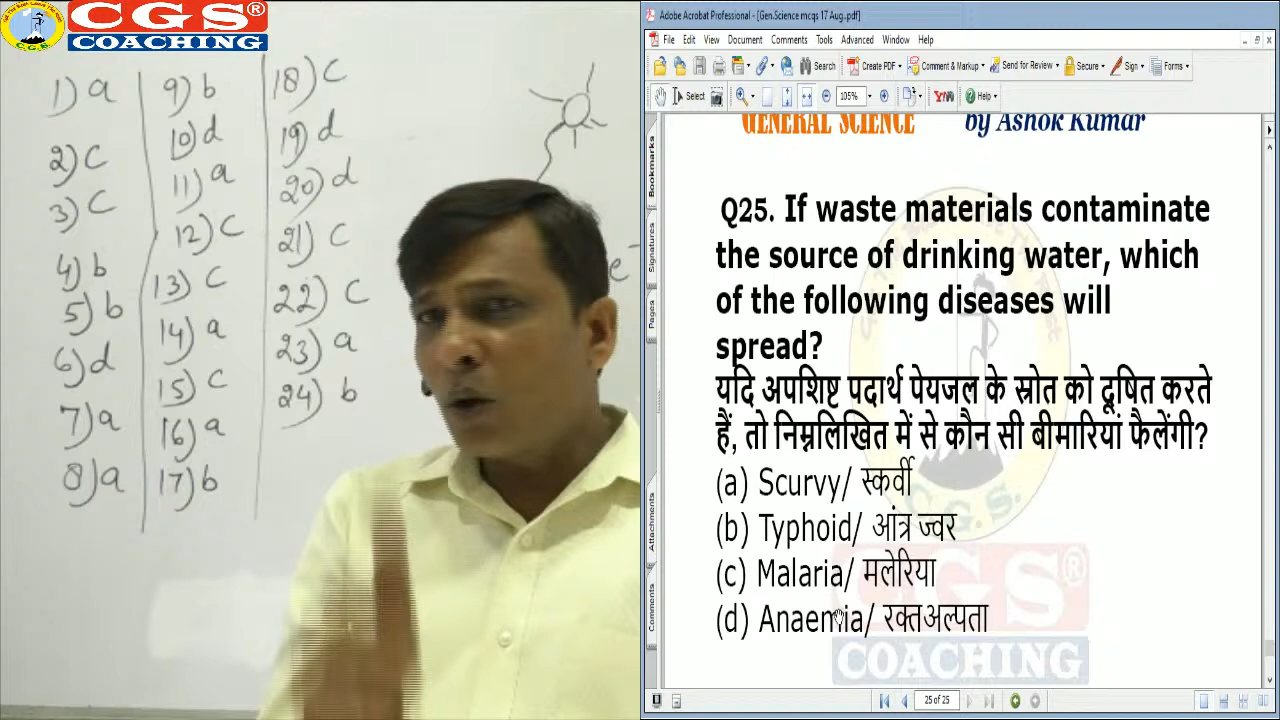 CGS®
COACHING
C.G.S.
1) a
2) c
3) c
4) b
5) b
6) d
7) a
8) a
9) b
10) d
11) a
12) c
13) c
14) a
15) c
16) a
17) b
18) c
19) d
20) d
21) c
22) c
23) a
24) b
e
Adobe Acrobat Professional - [Gen.Science mcqs 17 Aug.pdf]
File Edit View Document Comments Tools Advanced Window Help
Search Create PDF Comment & Markup Send for Review Secure Sign Forms
Select 105% Help
Bookmarks
Signatures
Pages
Attachments
Comments
GENERAL SCIENCE by Ashok Kumar
Q25. If waste materials contaminate
the source of drinking water, which
of the following diseases will
spread?
यदि अपशिष्ट पदार्थ पेयजल के स्रोत को दूषित करते
हैं, तो निम्नलिखित में से कौन सी बीमारियां फैलेंगी?
(a) Scurvy/ स्कर्वी
(b) Typhoid/ आंत्र ज्वर
(c) Malaria/ मलेरिया
(d) Anaemia/ रक्तअल्पता
COACHING
25 of 25